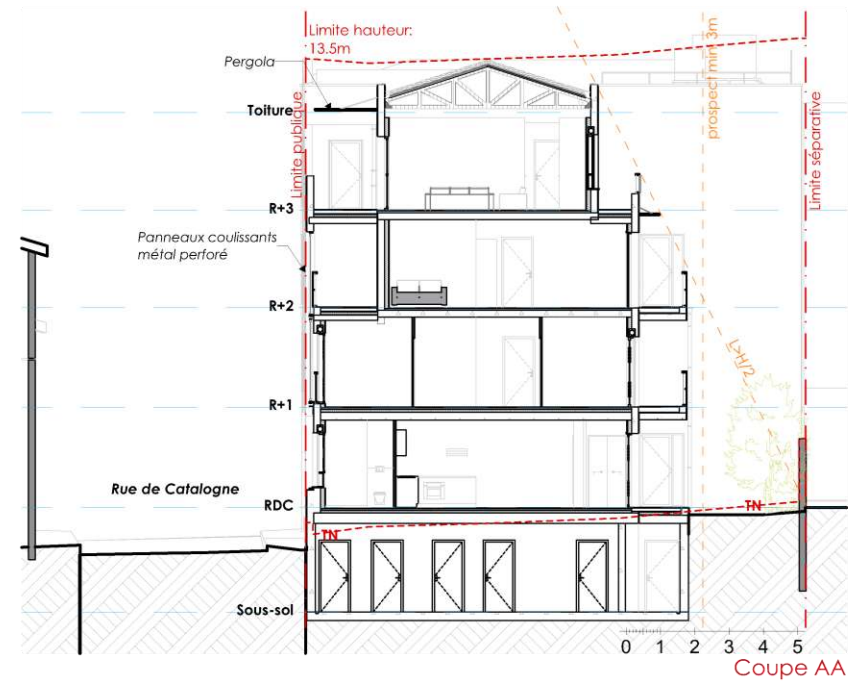 Limite hauteur:
13.5m
Pergola
Toiture
Limite publique
prospect mini 3m
Limite séparative
R+3
Panneaux coulissants
métal perforé
R+2
L>H/2
R+1
Rue de Catalogne
RDC
TN
TN
Sous-sol
0 1 2 3 4 5
Coupe AA